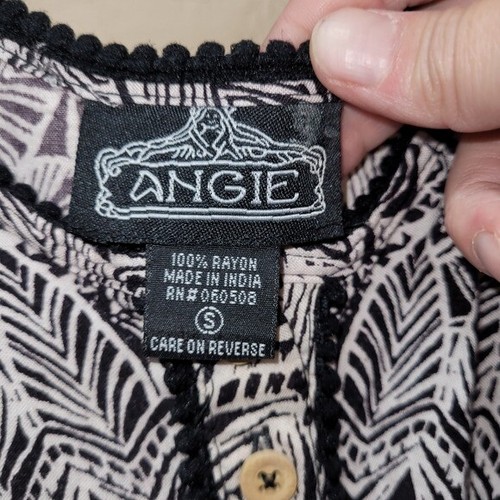 ANGIE
100% RAYON
MADE IN INDIA
RN#060508
S
CARE ON REVERSE